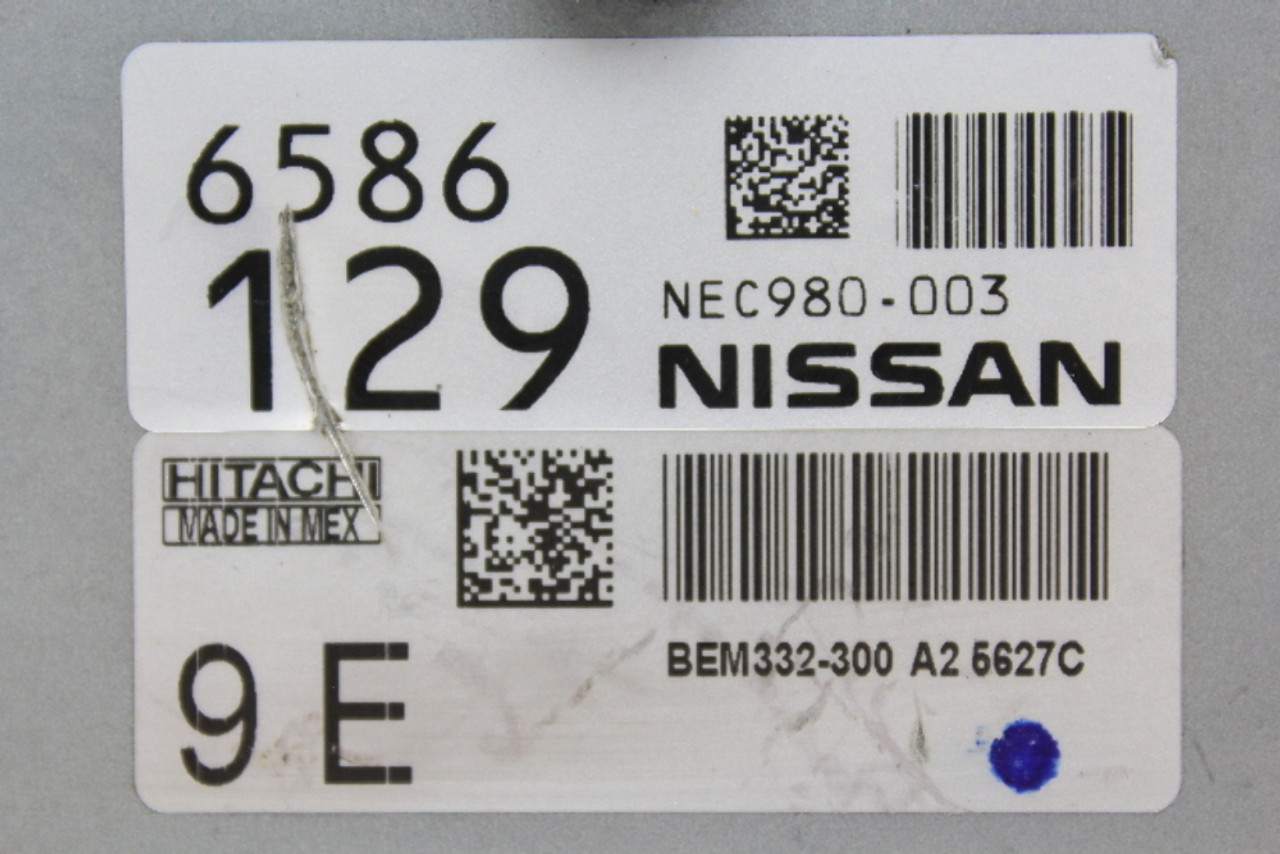 6586
129
NEC980-003
NISSAN
HITACHI
MADE IN MEX
9 E
BEM332-300 A2 5627C